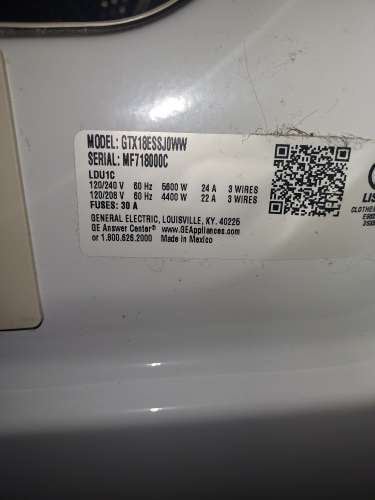 MODEL: GTX18ESSJ0WW
SERIAL: MF718000C
LDU1C
120/240 V 60 Hz 5600 W 24 A 3 WIRES
120/208 V 60 Hz 4400 W 22 A 3 WIRES
FUSES: 30 A
GENERAL ELECTRIC, LOUISVILLE, KY. 40225
GE Answer Center® www.GEAppliances.com
or 1.800.626.2000 Made in Mexico
LIS
CLOTHE